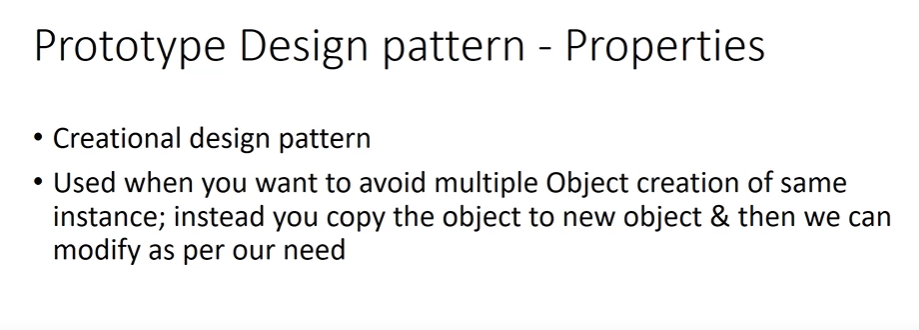 Prototype Design pattern - Properties
• Creational design pattern
• Used when you want to avoid multiple Object creation of same
instance; instead you copy the object to new object & then we can
modify as per our need